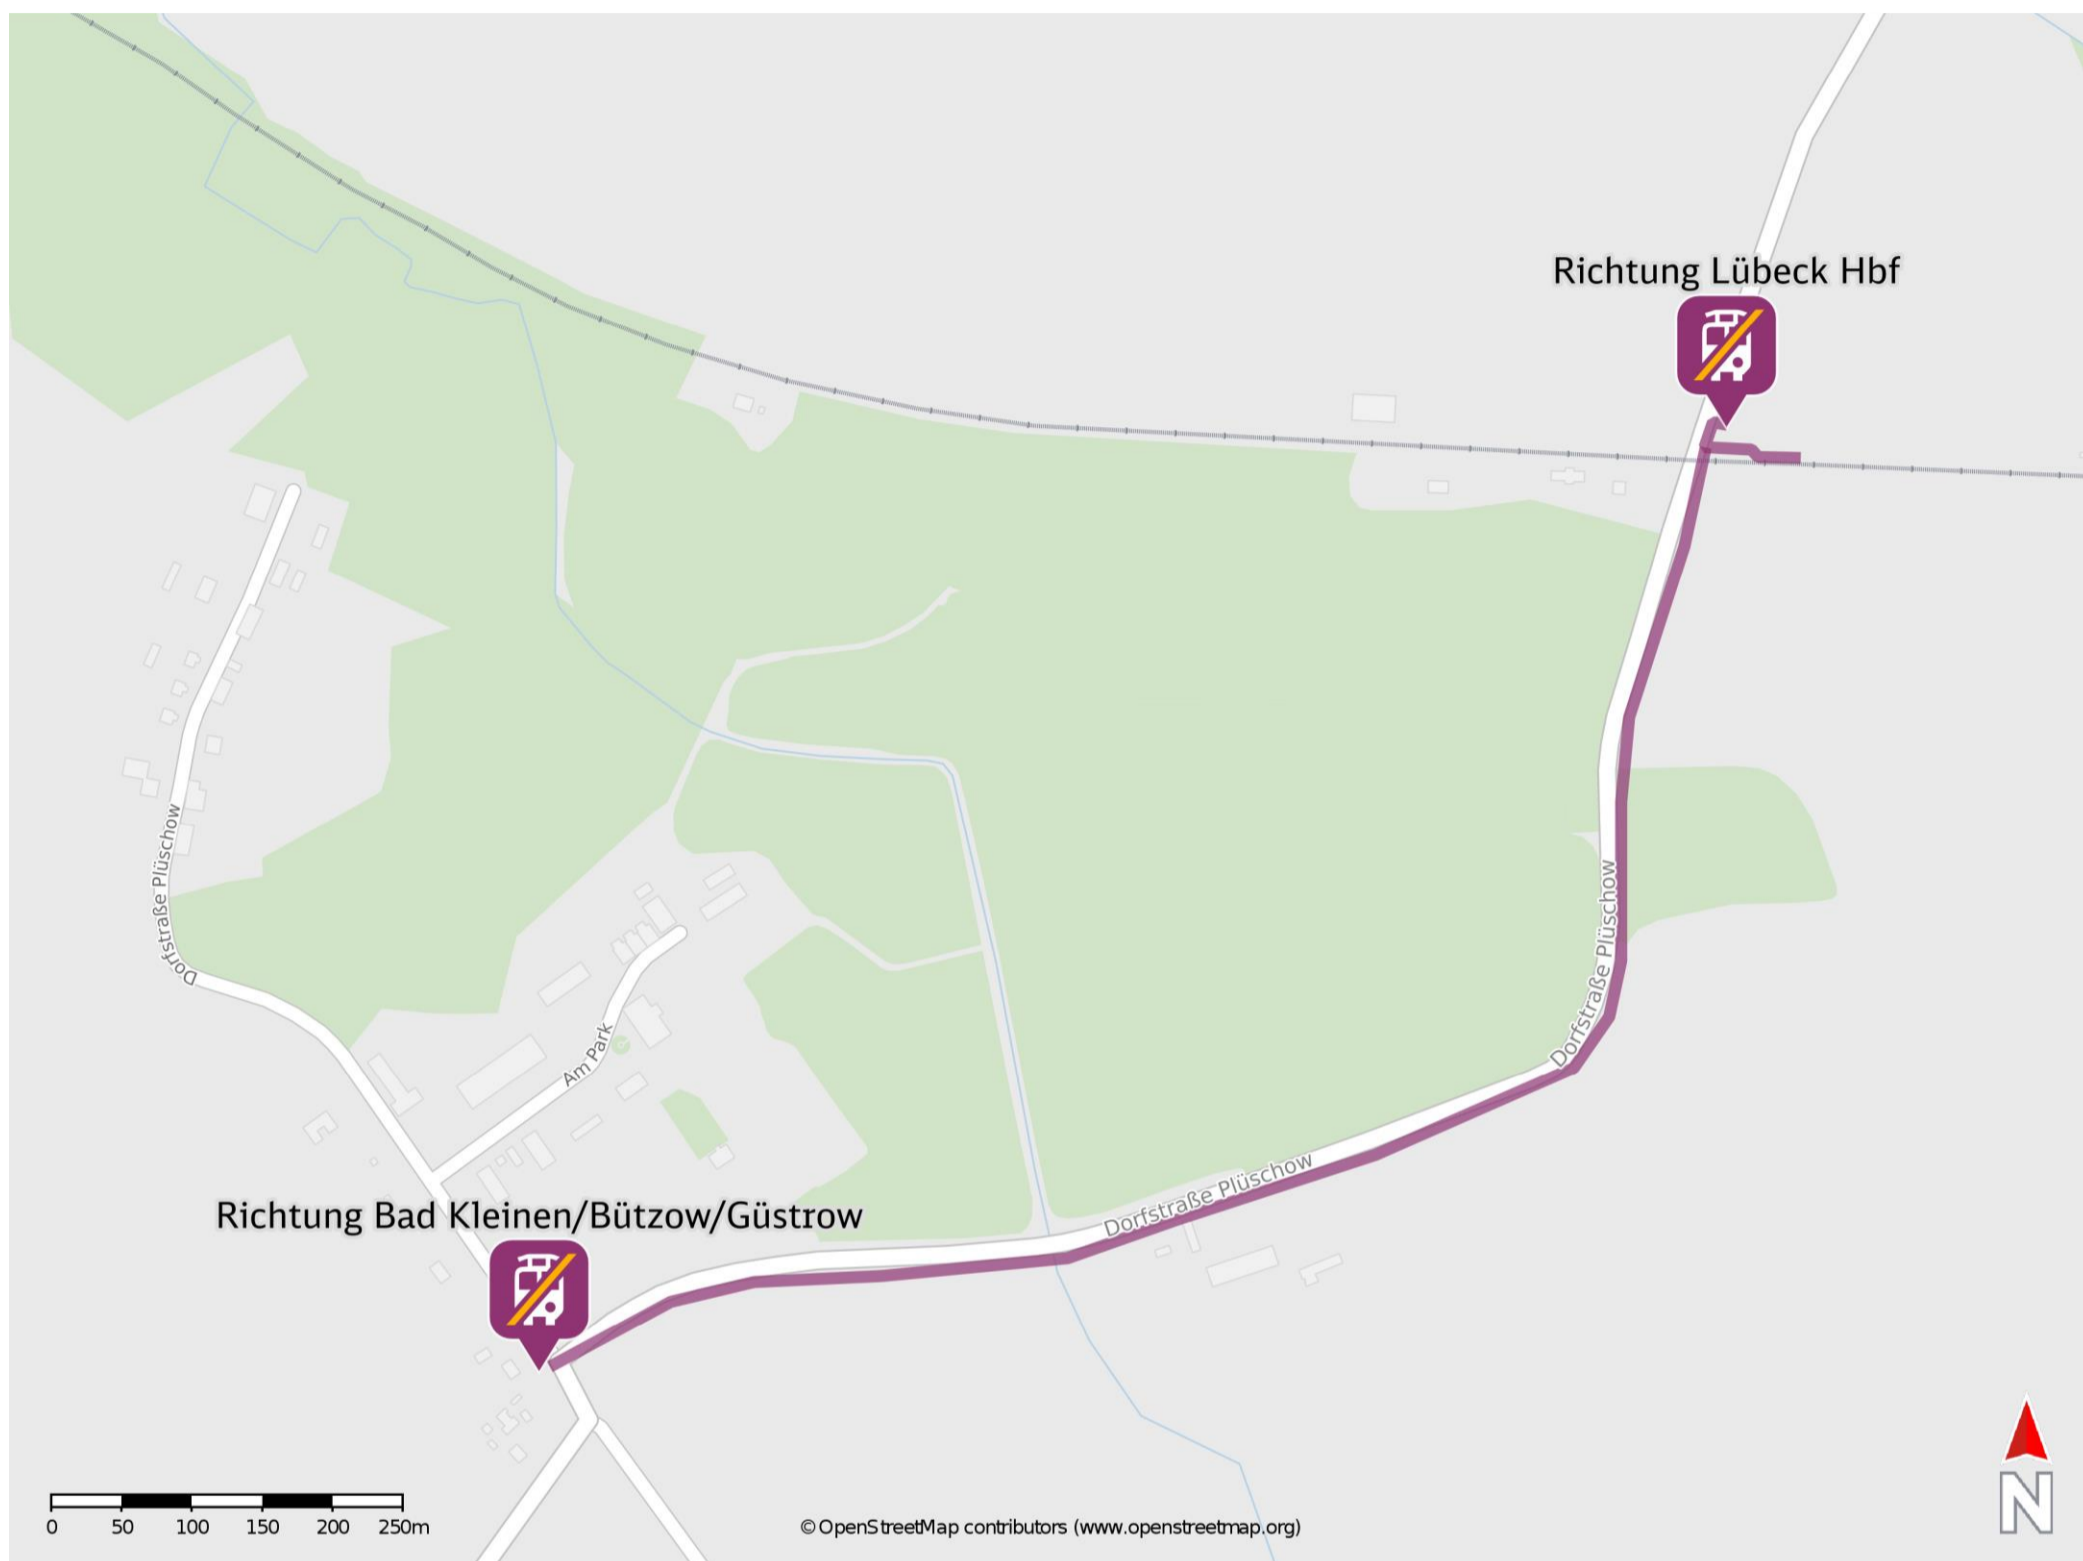 Richtung Lübeck Hbf
Dorfstraße Plüschow
Dorfstraße Plüschow
Am Park
Dorfstraße Plüschow
Richtung Bad Kleinen/Bützow/Güstrow
0 50 100 150 200 250m
© OpenStreetMap contributors (www.openstreetmap.org)
N